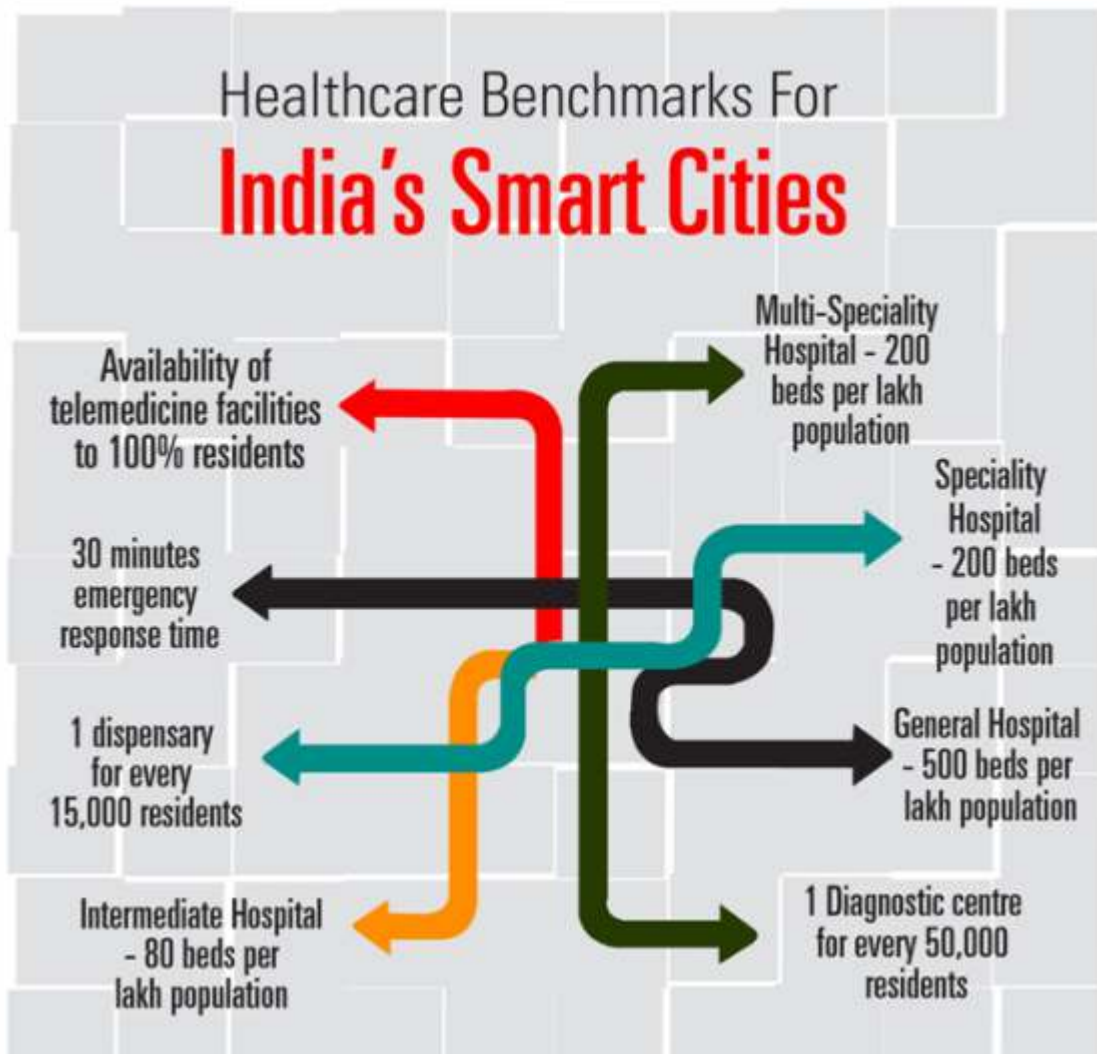 Healthcare Benchmarks For
India's Smart Cities
Availability of
telemedicine facilities
to 100% residents
30 minutes
emergency
response time
1 dispensary
for every
15,000 residents
Intermediate Hospital
- 80 beds per
lakh population
Multi-Speciality
Hospital - 200
beds per lakh
population
Speciality
Hospital
- 200 beds
per lakh
population
General Hospital
- 500 beds per
lakh population
1 Diagnostic centre
for every 50,000
residents